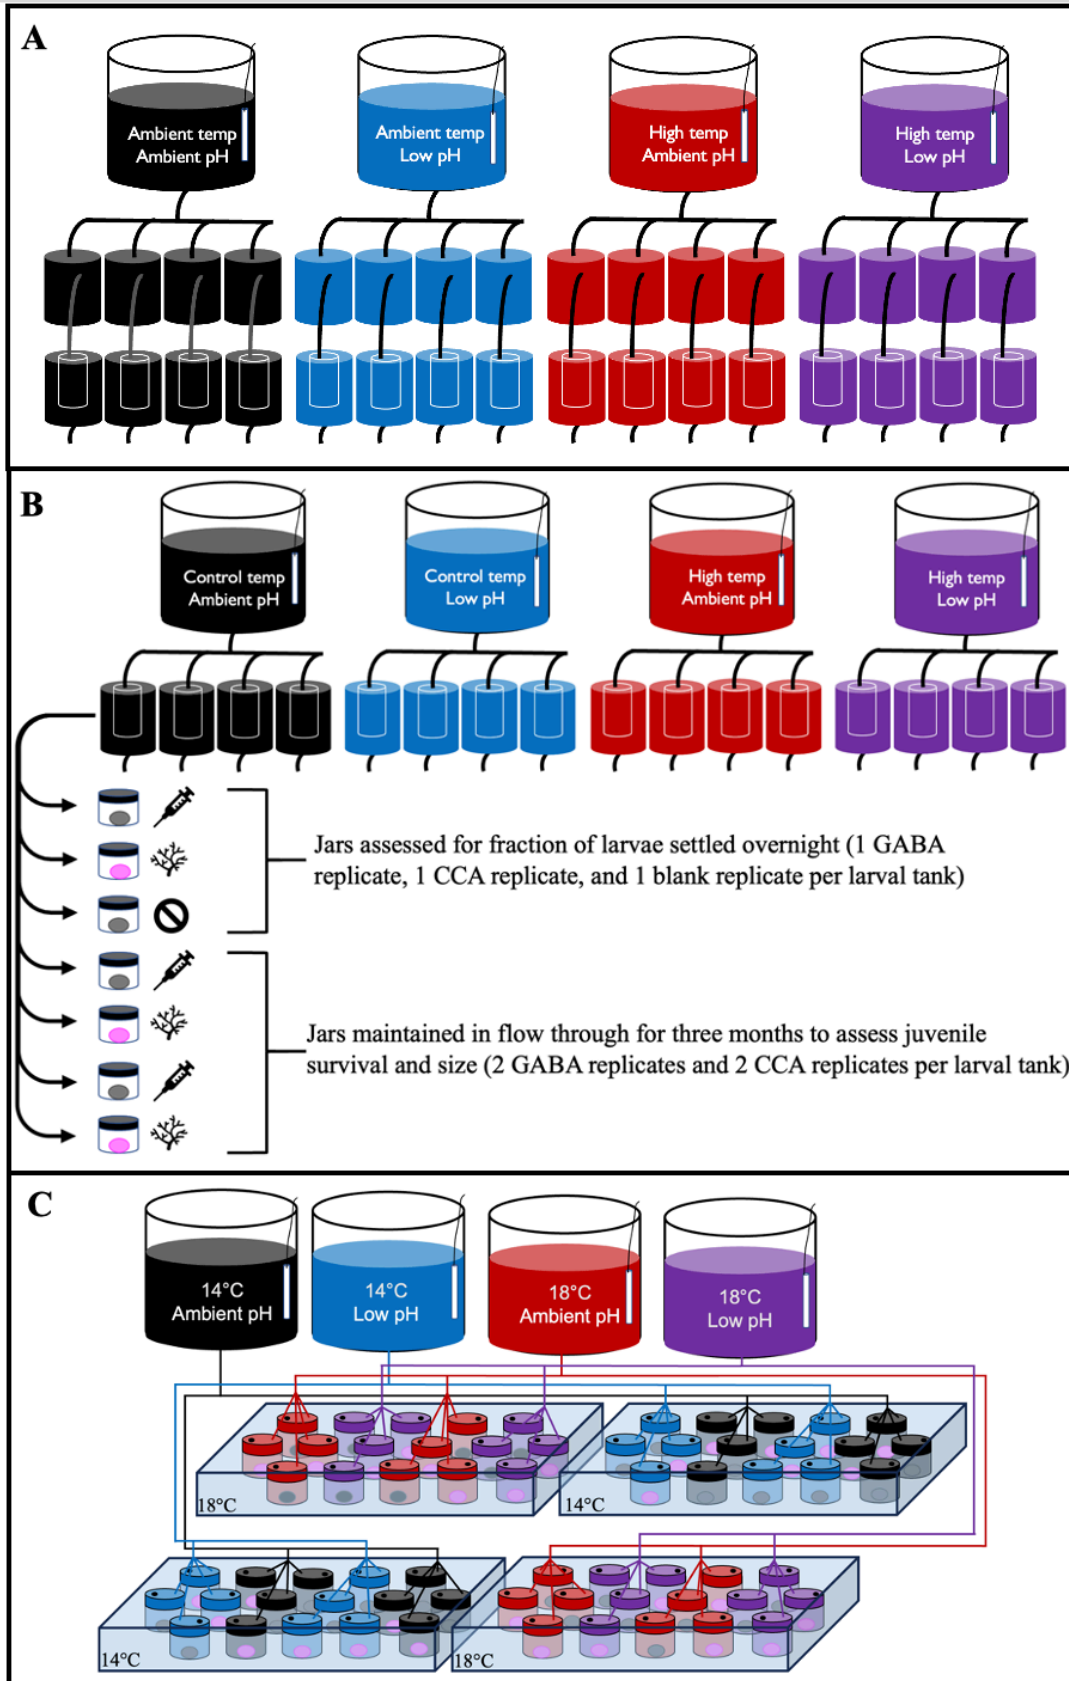 A
Ambient temp
Ambient pH
Ambient temp
Low pH
High temp
Ambient pH
High temp
Low pH
B
Control temp
Ambient pH
Control temp
Low pH
High temp
Ambient pH
High temp
Low pH
Jars assessed for fraction of larvae settled overnight (1 GABA
replicate, 1 CCA replicate, and 1 blank replicate per larval tank)
Jars maintained in flow through for three months to assess juvenile
survival and size (2 GABA replicates and 2 CCA replicates per larval tank)
C
14°C
Ambient pH
14°C
Low pH
18°C
Ambient pH
18°C
Low pH
18°C
14°C
14°C
18°C